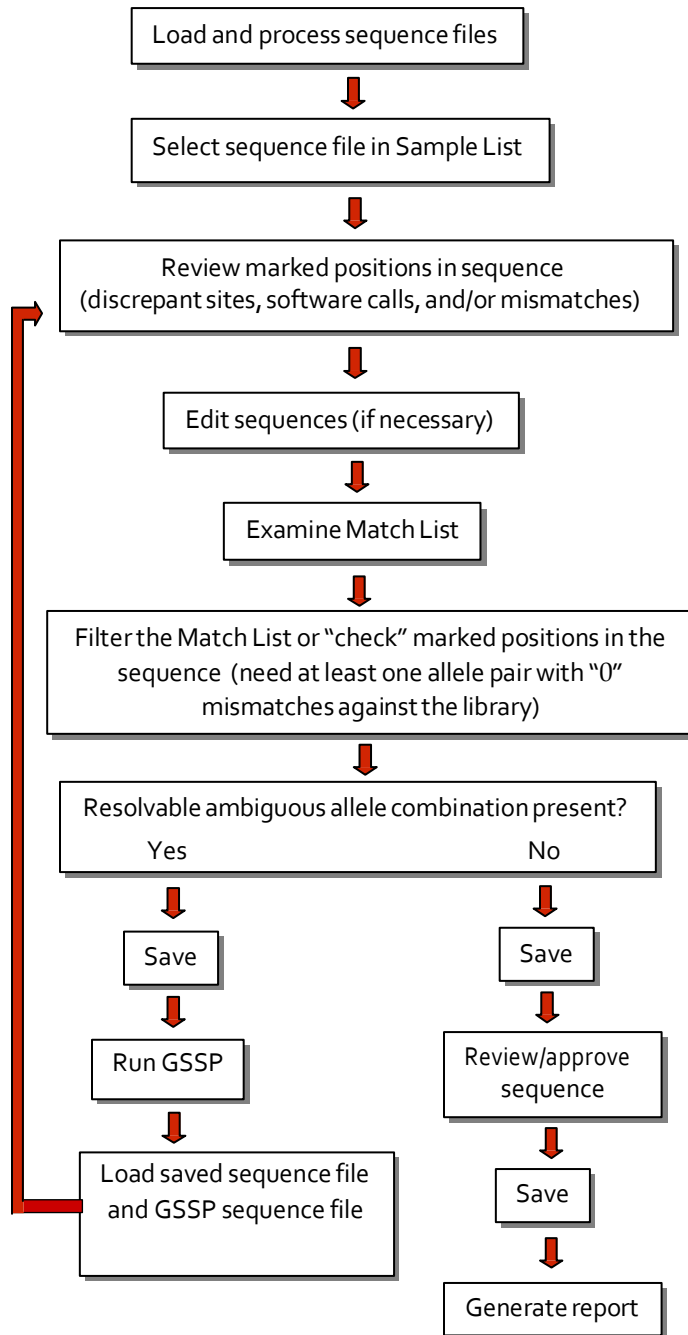 Load and process sequence files
Select sequence file in Sample List
Review marked positions in sequence
(discrepant sites, software calls, and/or mismatches)
Edit sequences (if necessary)
Examine Match List
Filter the Match List or “check” marked positions in the
sequence (need at least one allele pair with “0”
mismatches against the library)
Resolvable ambiguous allele combination present?
Yes
No
Save
Run GSSP
Load saved sequence file
and GSSP sequence file
Save
Review/approve
sequence
Save
Generate report